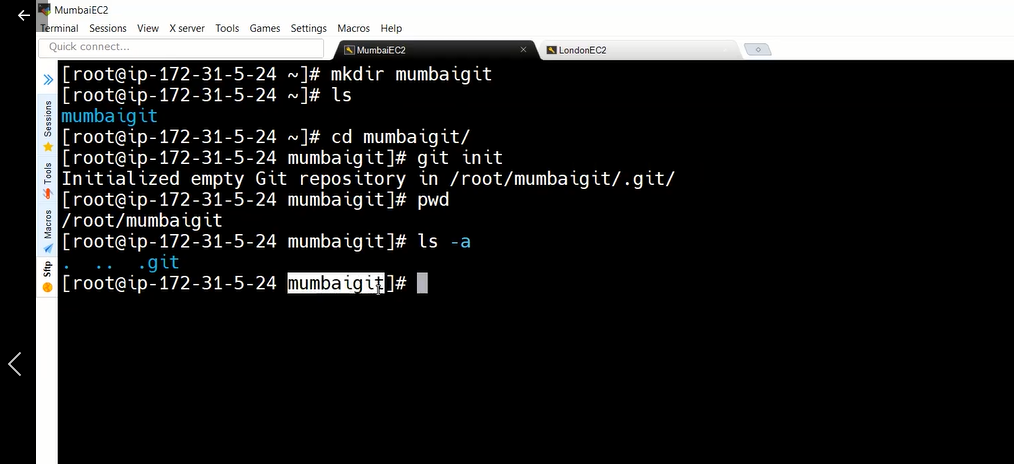 MumbaiEC2
Terminal Sessions View X server Tools Games Settings Macros Help
Quick connect...
MumbaiEC2
LondonEC2
Sessions
Tools
Macros
Sftp
[root@ip-172-31-5-24 ~]# mkdir mumbaigit
[root@ip-172-31-5-24 ~]# ls
mumbaigit
[root@ip-172-31-5-24 ~]# cd mumbaigit/
[root@ip-172-31-5-24 mumbaigit]# git init
Initialized empty Git repository in /root/mumbaigit/.git/
[root@ip-172-31-5-24 mumbaigit]# pwd
/root/mumbaigit
[root@ip-172-31-5-24 mumbaigit]# ls -a
. .. .git
[root@ip-172-31-5-24 mumbaigit]#